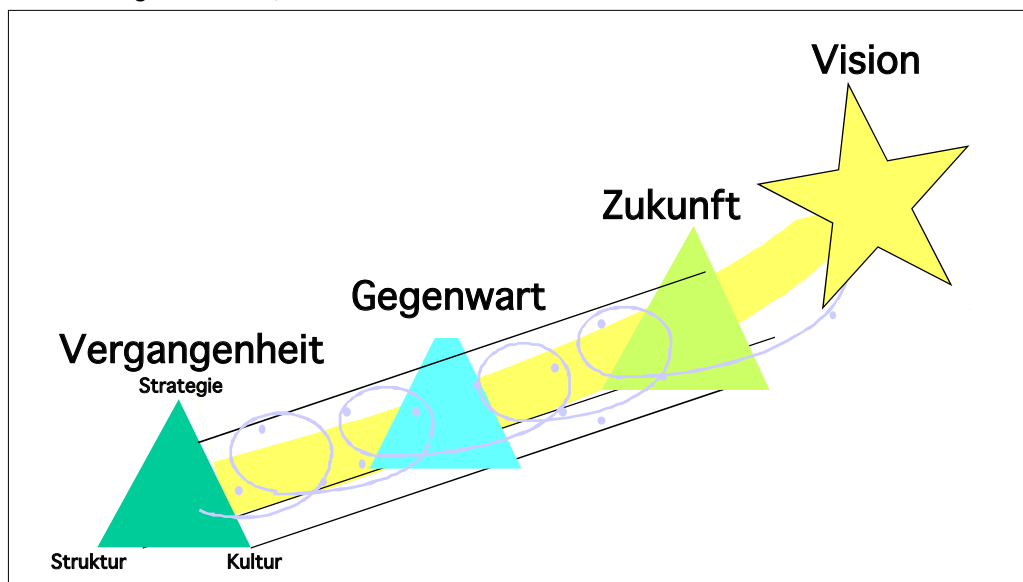 Vision
Zukunft
Gegenwart
Vergangenheit
Strategie
Struktur
Kultur